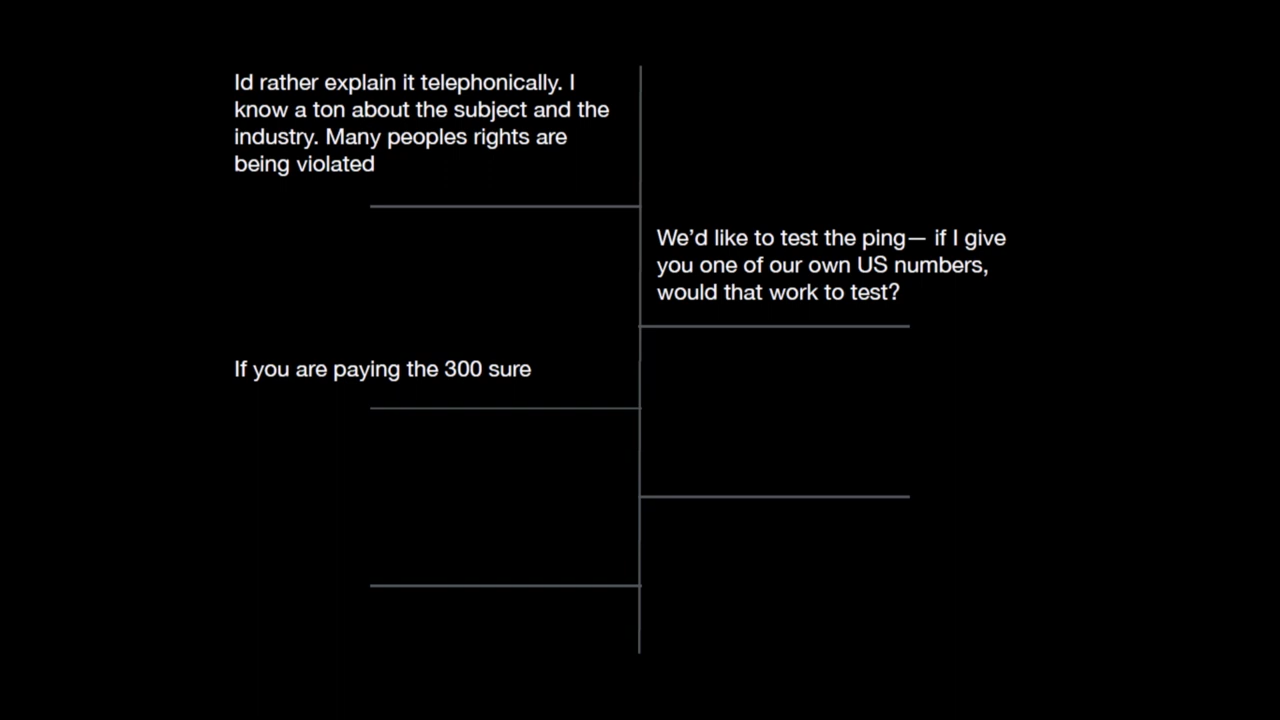 Id rather explain it telephonically. I
know a ton about the subject and the
industry. Many peoples rights are
being violated
We’d like to test the ping— if I give
you one of our own US numbers,
would that work to test?
If you are paying the 300 sure